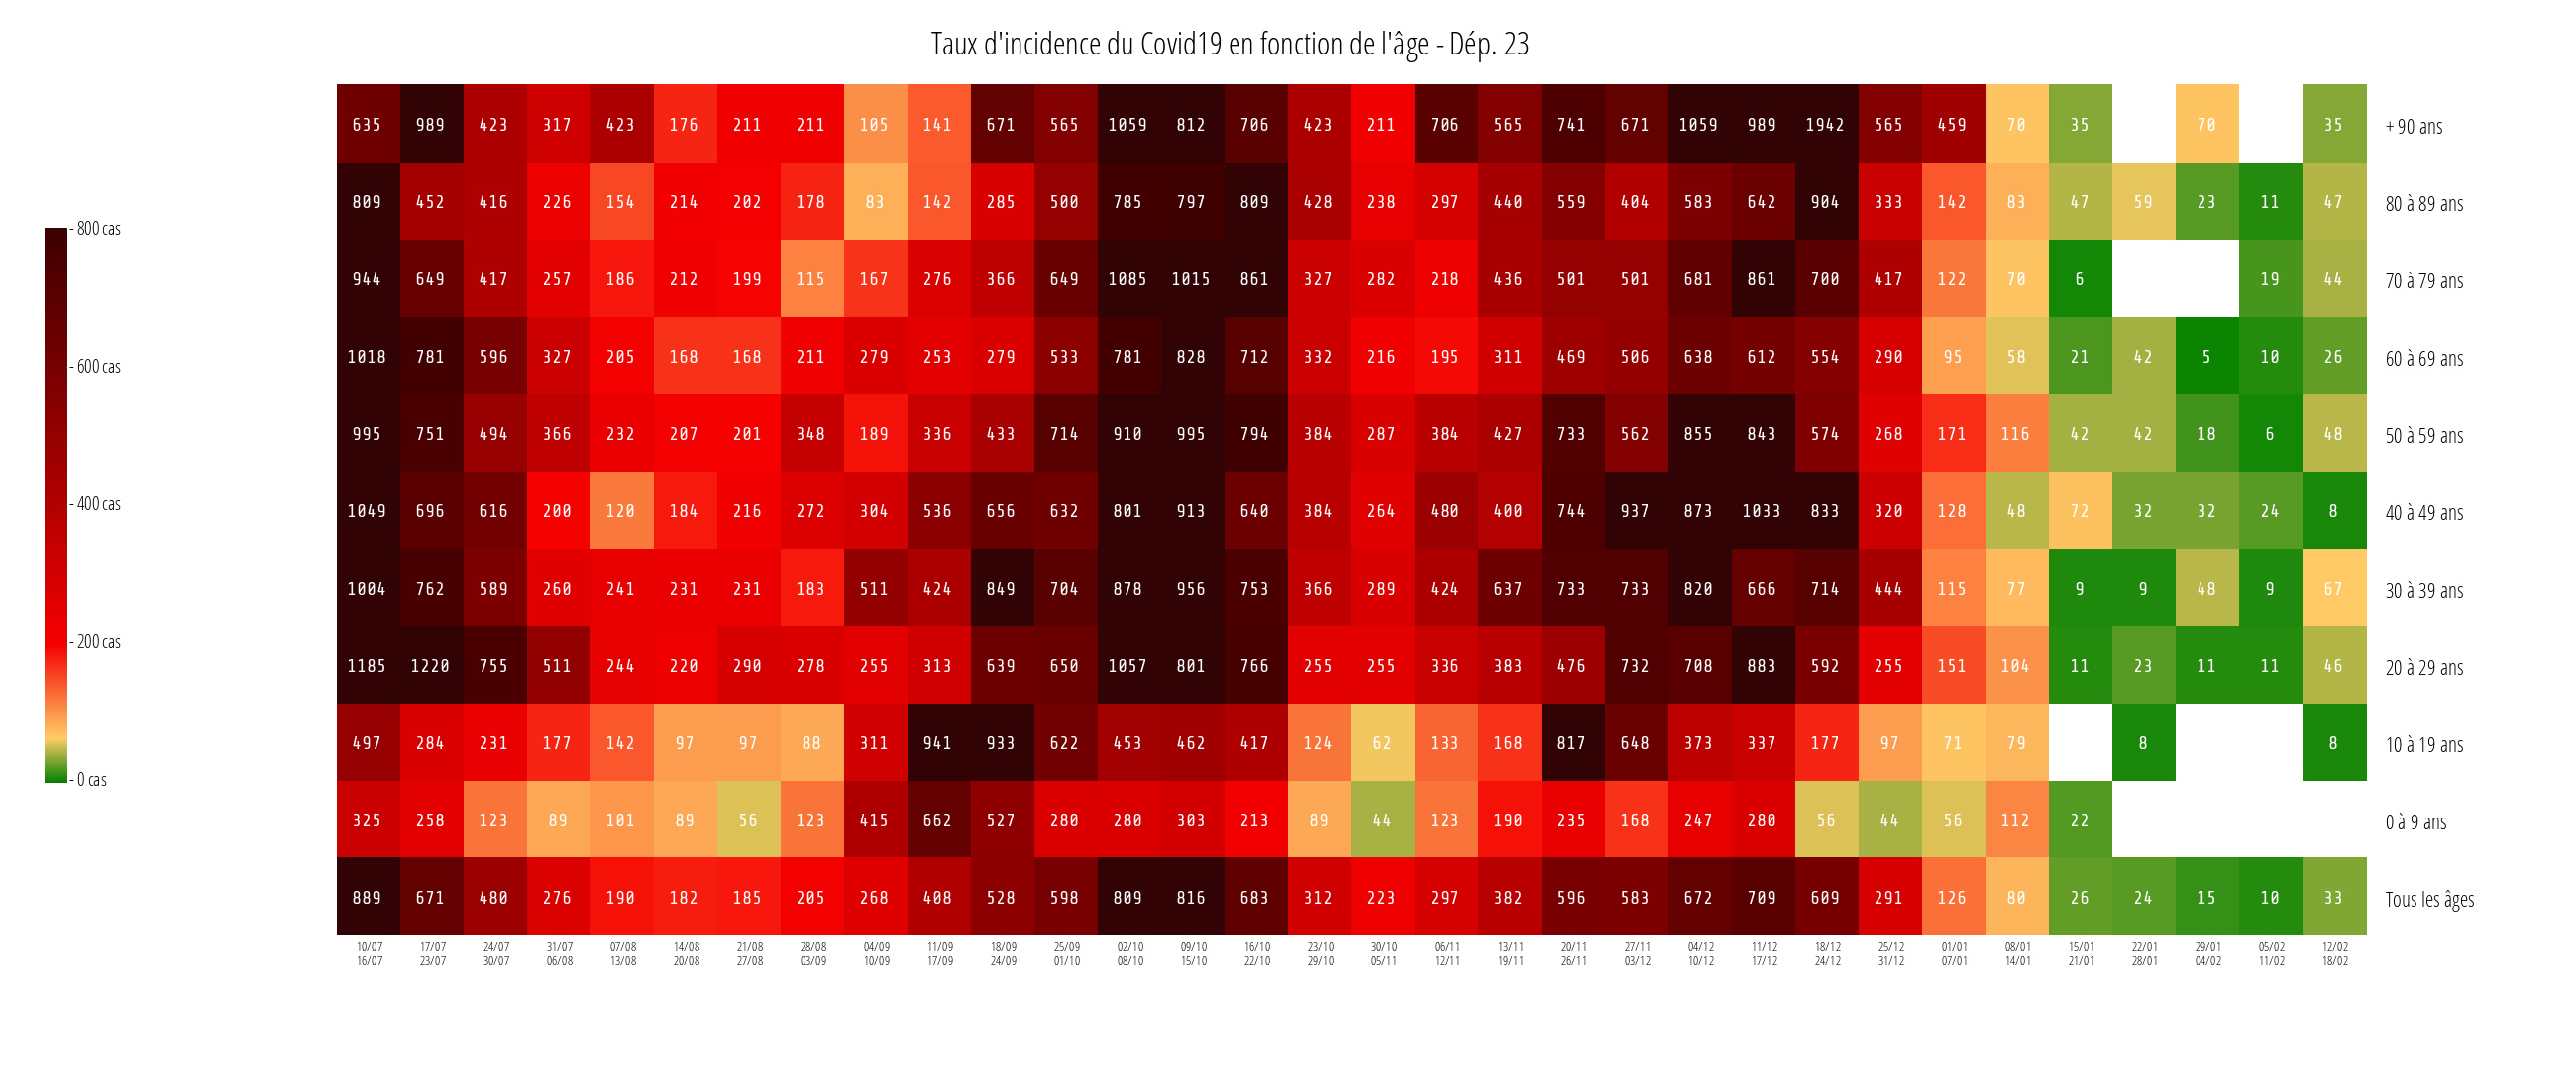 Taux d'incidence du Covid19 en fonction de l'âge - Dép. 23
- 800 cas
- 600 cas
- 400 cas
- 200 cas
- 0 cas
635 989 423 317 423 176 211 211 105 141 671 565 1059 812 706 423 211 706 565 741 671 1059 989 1942 565 459 70 35 70 35 + 90 ans
809 452 416 226 154 214 202 178 83 142 285 500 785 797 809 428 238 297 440 559 404 583 642 904 333 142 83 47 59 23 11 47 80 à 89 ans
944 649 417 257 186 212 199 115 167 276 366 649 1085 1015 861 327 282 218 436 501 501 681 861 700 417 122 70 6 19 44 70 à 79 ans
1018 781 596 327 205 168 168 211 279 253 279 533 781 828 712 332 216 195 311 469 506 638 612 554 290 95 58 21 42 5 10 26 60 à 69 ans
995 751 494 366 232 207 201 348 189 336 433 714 910 995 794 384 287 384 427 733 562 855 843 574 268 171 116 42 42 18 6 48 50 à 59 ans
1049 696 616 200 120 184 216 272 304 536 656 632 801 913 640 384 264 480 400 744 937 873 1033 833 320 128 48 72 32 32 24 8 40 à 49 ans
1004 762 589 260 241 231 231 183 511 424 849 704 878 956 753 366 289 424 637 733 733 820 666 714 444 115 77 9 9 48 9 67 30 à 39 ans
1185 1220 755 511 244 220 290 278 255 313 639 650 1057 801 766 255 255 336 383 476 732 708 883 592 255 151 104 11 23 11 11 46 20 à 29 ans
497 284 231 177 142 97 97 88 311 941 933 622 453 462 417 124 62 133 168 817 648 373 337 177 97 71 79 8 8 10 à 19 ans
325 258 123 89 101 89 56 123 415 662 527 280 280 303 213 89 44 123 190 235 168 247 280 56 44 56 112 22 0 à 9 ans
889 671 480 276 190 182 185 205 268 408 528 598 809 816 683 312 223 297 382 596 583 672 709 609 291 126 80 26 24 15 10 33 Tous les âges
10/07 17/07 24/07 31/07 07/08 14/08 21/08 28/08 04/09 11/09 18/09 25/09 02/10 09/10 16/10 23/10 30/10 06/11 13/11 20/11 27/11 04/12 11/12 18/12 25/12 01/01 08/01 15/01 22/01 29/01 05/02 12/02
16/07 23/07 30/07 06/08 13/08 20/08 27/08 03/09 10/09 17/09 24/09 01/10 08/10 15/10 22/10 29/10 05/11 12/11 19/11 26/11 03/12 10/12 17/12 24/12 31/12 07/01 14/01 21/01 28/01 04/02 11/02 18/02